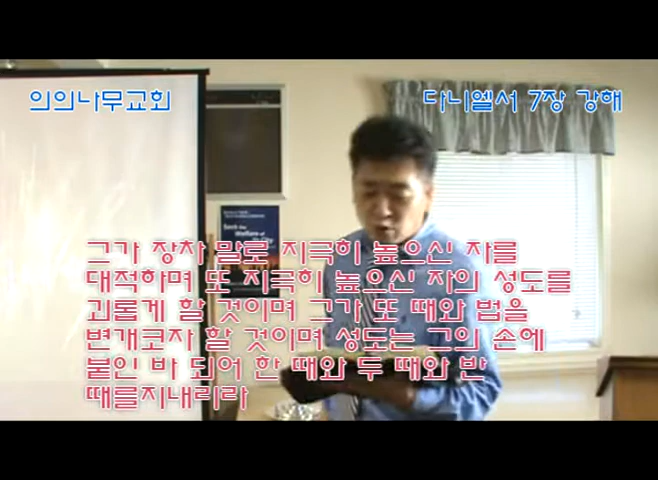 의의나무교회
다니엘서 7장 강해
그가 장차 말로 지극히 높으신 자를
대적하며 또 지극히 높으신 자의 성도를
괴롭게 할 것이며 그가 또 때와 법을
변개코자 할 것이며 성도는 그의 손에
붙인 바 되어 한 때와 두 때와 반
때를지내리라
Seek the
Welfare of